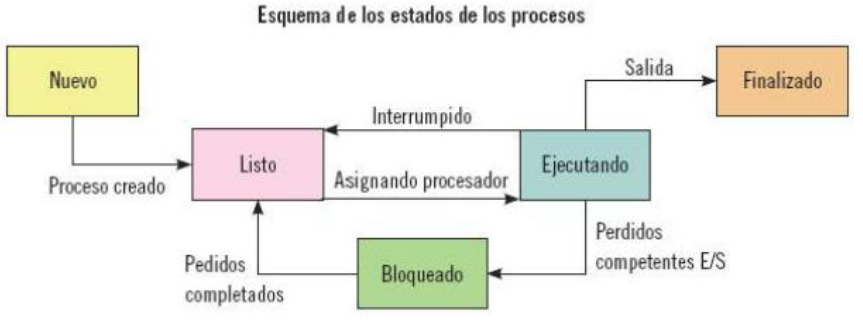 Esquema de los estados de los procesos
Nuevo
Salida
Finalizado
Interrumpido
Listo
Ejecutando
Proceso creado
Asignando procesador
Perdidos
competentes E/S
Pedidos
completados
Bloqueado